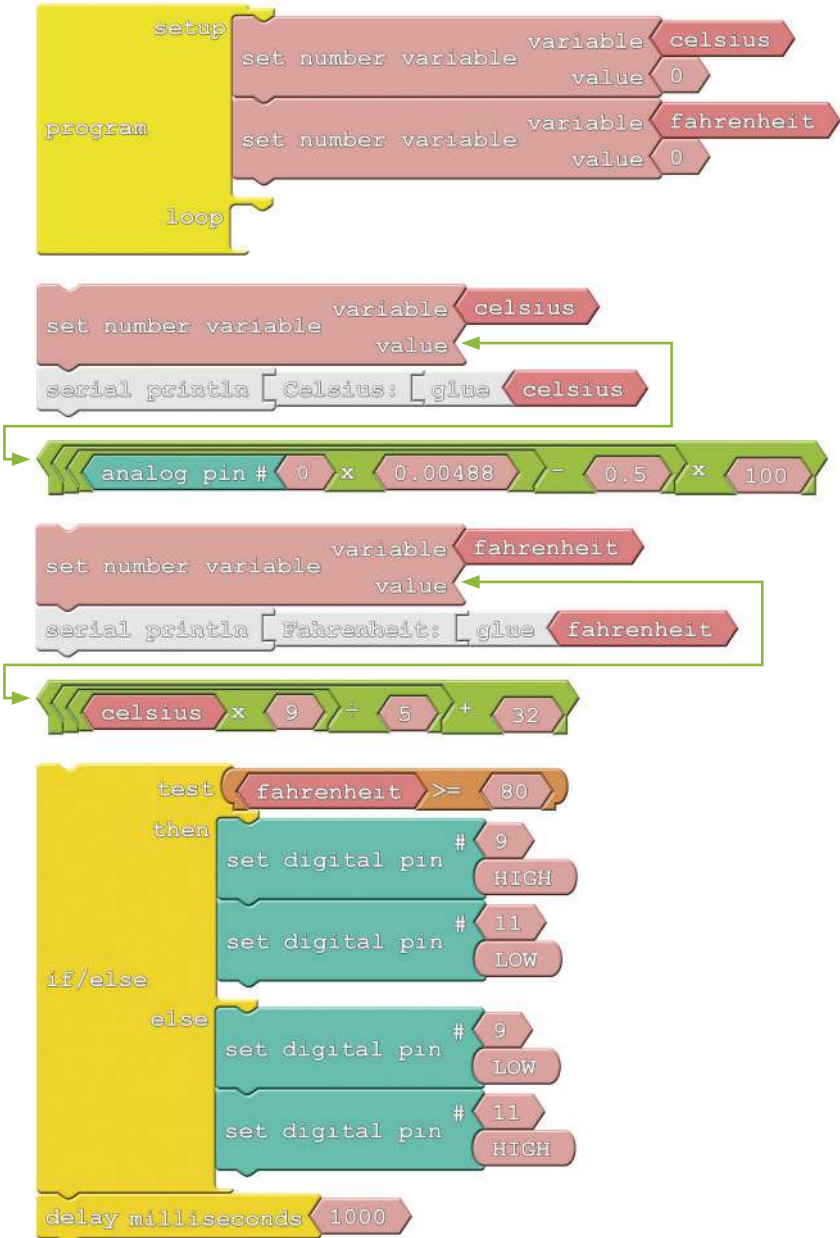 setup
set number variable
variable celsius
value 0
program
set number variable
variable fahrenheit
value 0
loop
set number variable
variable celsius
value
serial println Celsius: glue celsius
analog pin # 0 x 0.00488 - 0.5 x 100
set number variable
variable fahrenheit
value
serial println Fahrenheit: glue fahrenheit
celsius x 9 ÷ 5 + 32
if/else
test fahrenheit >= 80
then
set digital pin
# 9
HIGH
set digital pin
# 11
LOW
else
set digital pin
# 9
LOW
set digital pin
# 11
HIGH
delay milliseconds 1000